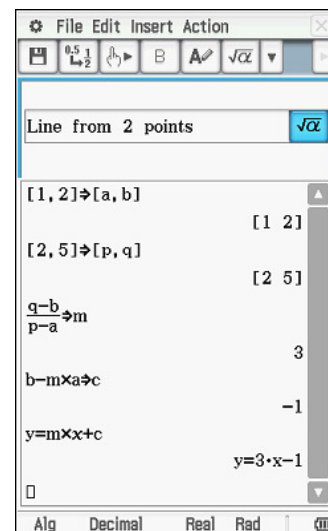 File Edit Insert Action
0.5 1 2 B A √α
Line from 2 points √α
[1,2]⇒[a,b]
[1 2]
[2,5]⇒[p,q]
[2 5]
q-b
p-a ⇒m
3
b-m×a⇒c
-1
y=m×x+c
y=3·x-1
Alg Decimal Real Rad